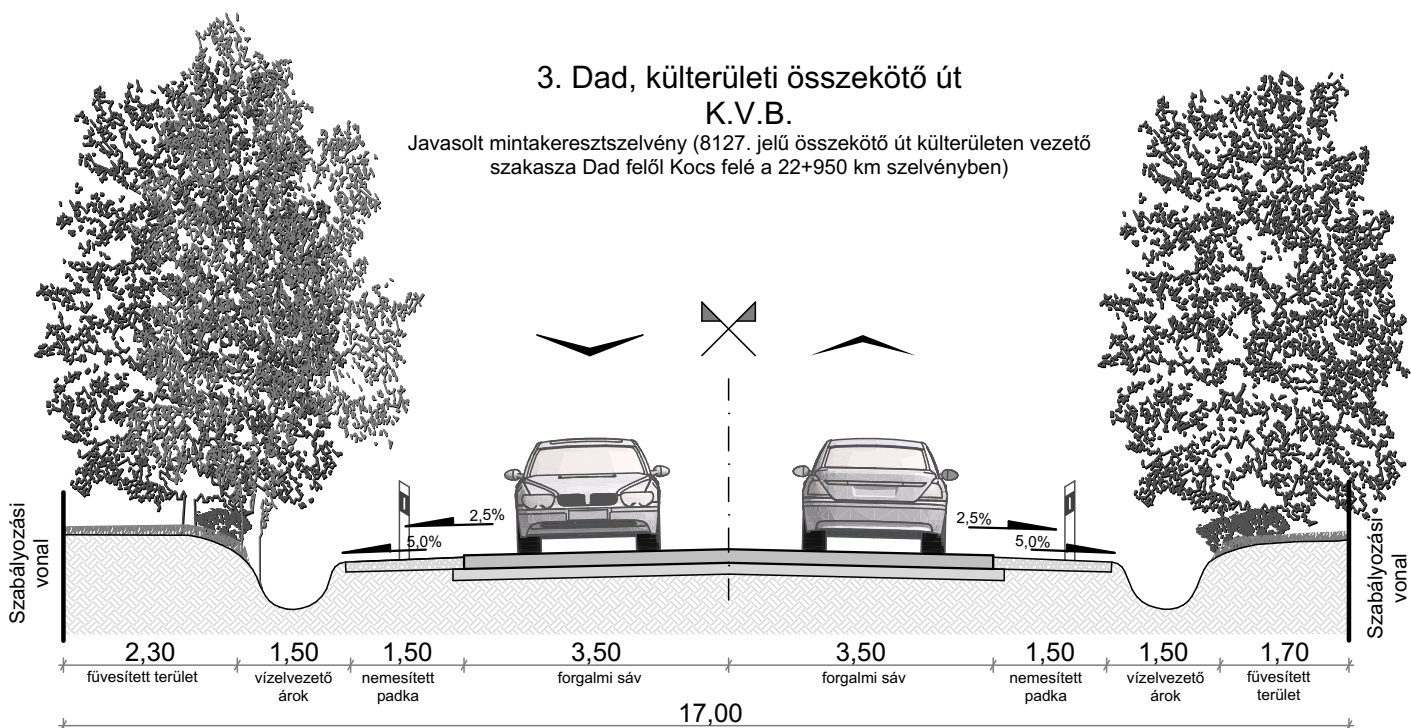 3. Dad, külterületi összekötő út
K.V.B.
Javasolt mintakeresztszelvény (8127. jelű összekötő út külterületen vezető
szakasza Dad felől Kocs felé a 22+950 km szelvényben)
2,5%
5,0%
2,5%
5,0%
Szabályozási
vonal
Szabályozási
vonal
2,30
1,50
1,50
3,50
3,50
1,50
1,50
1,70
füvesített terület
vízelvezető
árok
nemesített
padka
forgalmi sáv
forgalmi sáv
nemesített
padka
vízelvezető
árok
füvesített
terület
17,00